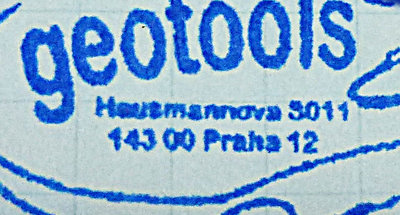 geotools
Hausmannova 3011
143 00 Praha 12